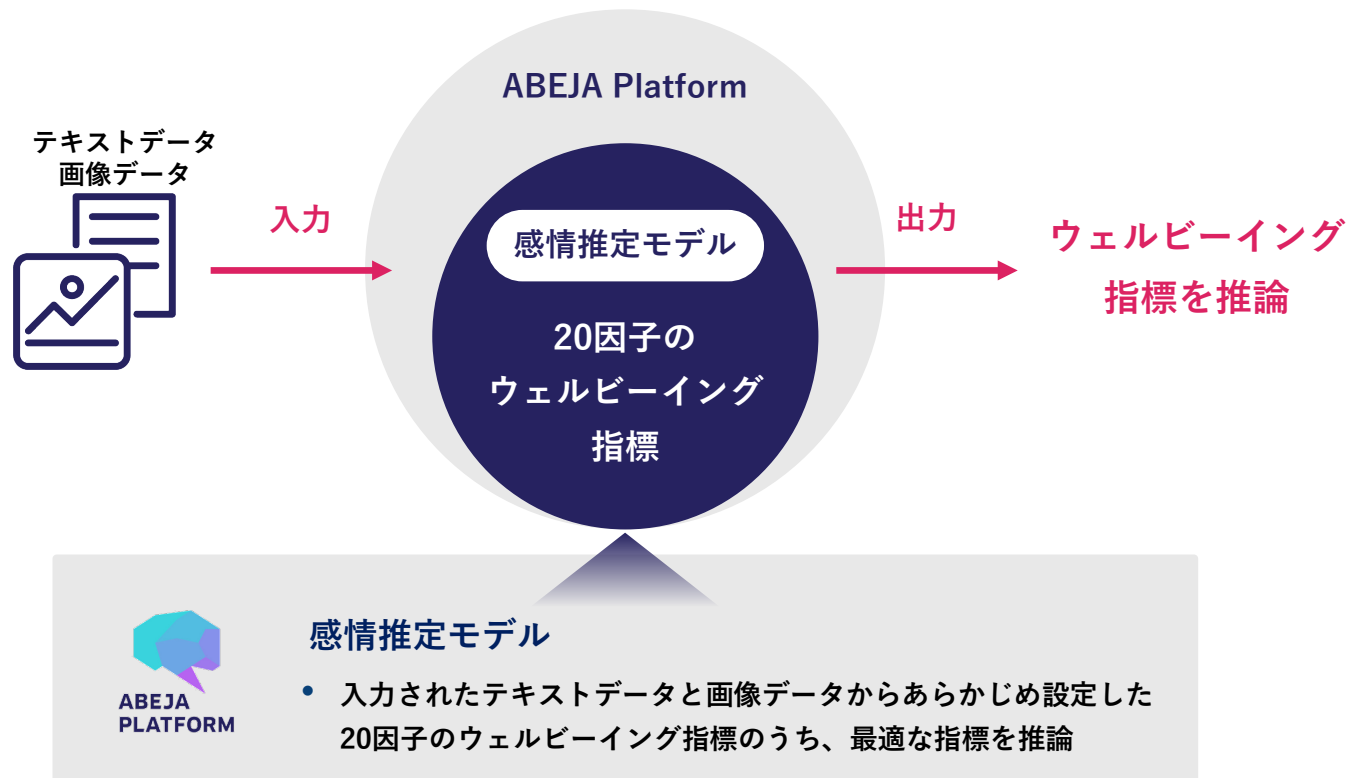 ABEJA Platform
テキストデータ
画像データ
入力
感情推定モデル
20因子の
ウェルビーイング
指標
出力
ウェルビーイング
指標を推論
ABEJA
PLATFORM
感情推定モデル
• 入力されたテキストデータと画像データからあらかじめ設定した
20因子のウェルビーイング指標のうち、最適な指標を推論